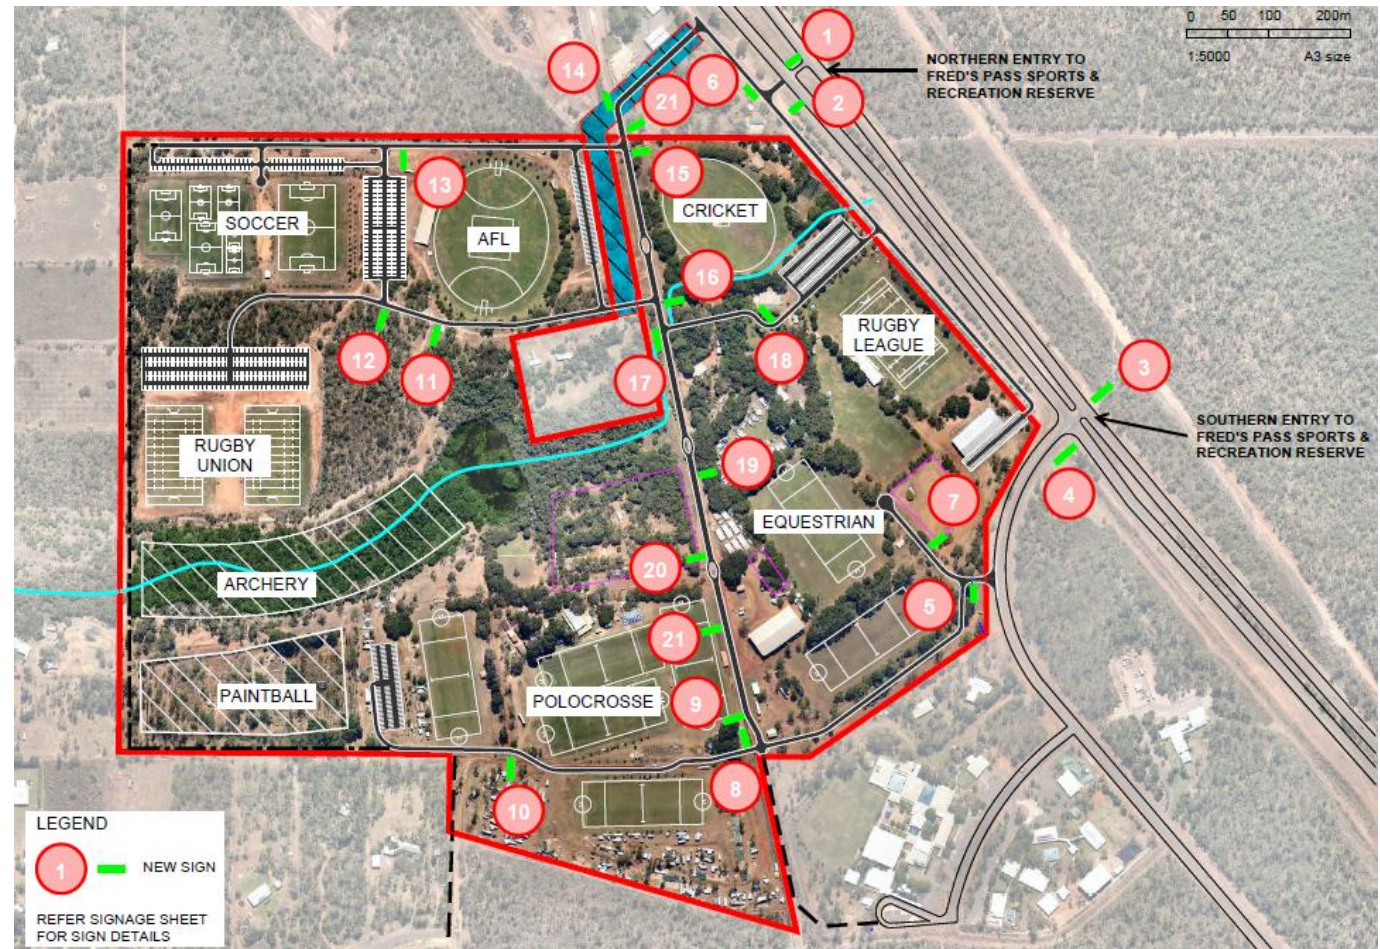 0 50 100 200m
1:5000 A3 size
1
NORTHERN ENTRY TO
FRED'S PASS SPORTS &
RECREATION RESERVE
2
14
21
6
13
15
CRICKET
SOCCER
AFL
16
12
11
17
18
RUGBY
LEAGUE
3
SOUTHERN ENTRY TO
FRED'S PASS SPORTS &
RECREATION RESERVE
4
RUGBY
UNION
19
7
EQUESTRIAN
ARCHERY
20
5
21
PAINTBALL
POLOCROSSE
9
8
10
LEGEND
1 NEW SIGN
REFER SIGNAGE SHEET
FOR SIGN DETAILS